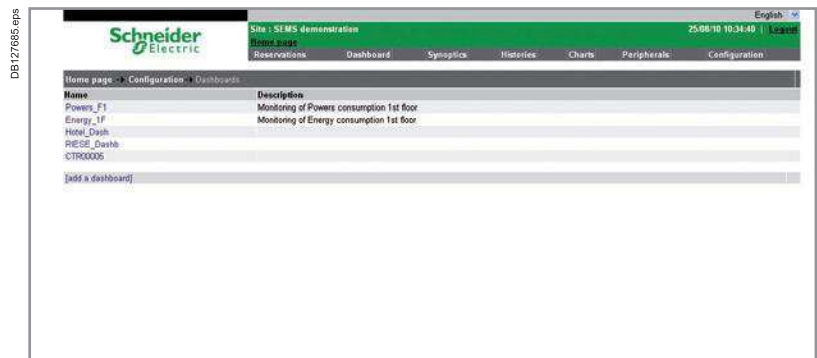 DB127685.eps
English
Schneider Electric
Site : SEMS demonstration
25/08/10 10:34:40 | Logout
Home page
Reservations Dashboard Synoptics Histories Charts Peripherals Configuration
Home page Configuration Dashboards
Name Description
Powers_F1 Monitoring of Powers consumption 1st floor
Energy_1F Monitoring of Energy consumption 1st floor
Hotel_Dash
RIESE_Dashb
CTR00005
[add a dashboard]